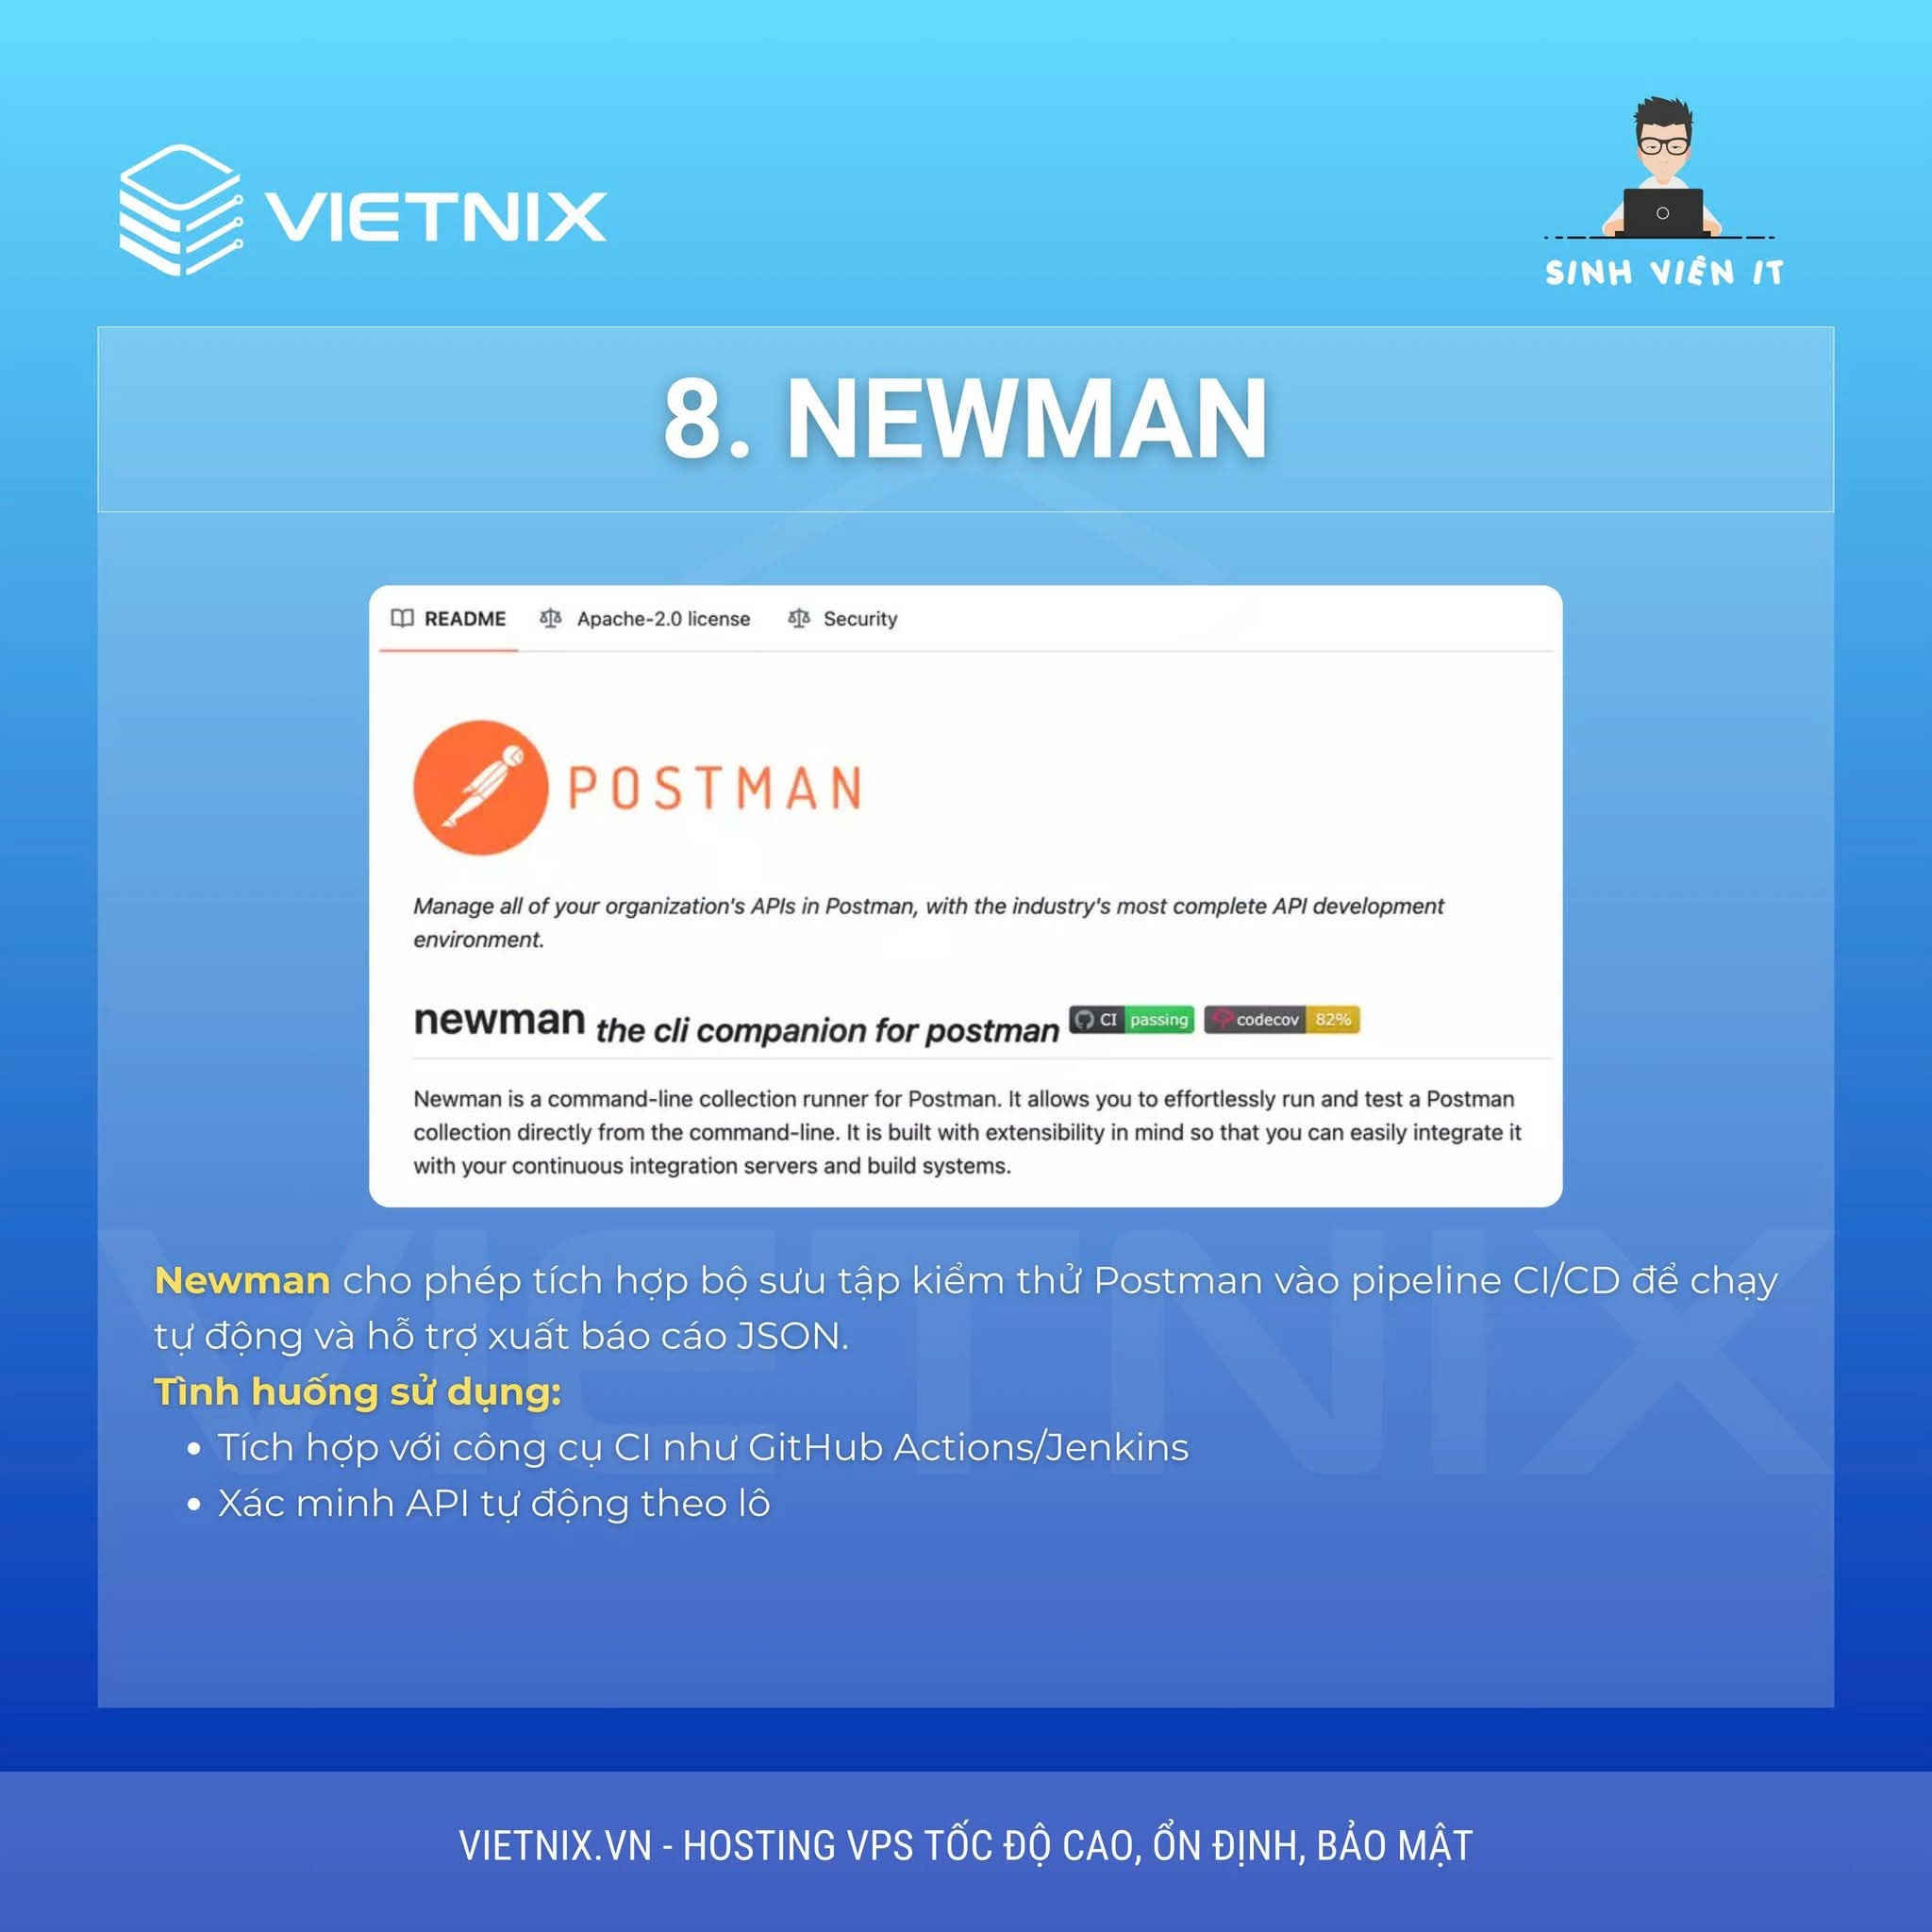 VIETNIX
SINH VIÊN IT
8. NEWMAN
README Apache-2.0 license Security
POSTMAN
Manage all of your organization's APIs in Postman, with the industry's most complete API development
environment.
newman the cli companion for postman CI passing codecov 82%
Newman is a command-line collection runner for Postman. It allows you to effortlessly run and test a Postman
collection directly from the command-line. It is built with extensibility in mind so that you can easily integrate it
with your continuous integration servers and build systems.
VIETNIX
Newman cho phép tích hợp bộ sưu tập kiểm thử Postman vào pipeline CI/CD để chạy
tự động và hỗ trợ xuất báo cáo JSON.
Tình huống sử dụng:
• Tích hợp với công cụ CI như GitHub Actions/Jenkins
• Xác minh API tự động theo lô
VIETNIX.VN - HOSTING VPS TỐC ĐỘ CAO, ỔN ĐỊNH, BẢO MẬT